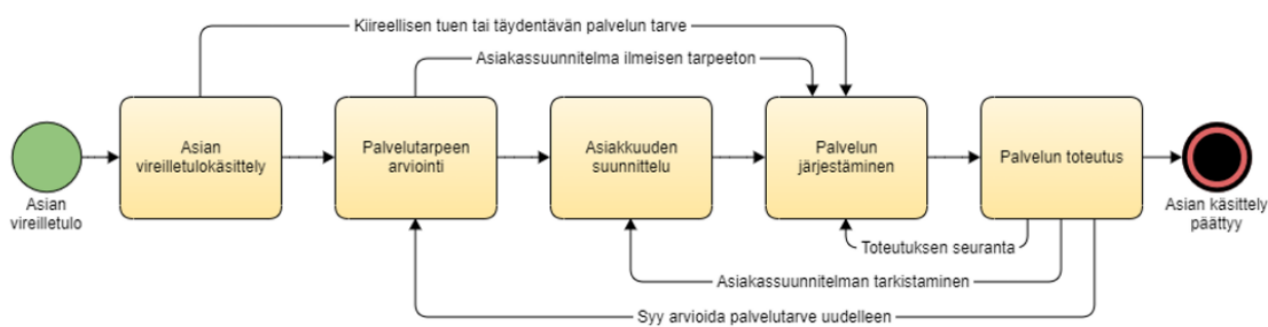 Kiireellisen tuen tai täydentävän palvelun tarve
Asiakassuunnitelma ilmeisen tarpeeton
Asian
vireilletulokäsittely
Palvelutarpeen
arviointi
Asiakkuuden
suunnittelu
Palvelun
järjestäminen
Palvelun toteutus
Asian
vireilletulo
Asian käsittely
päättyy
Toteutuksen seuranta
Asiakassuunnitelman tarkistaminen
Syy arvioida palvelutarve uudelleen